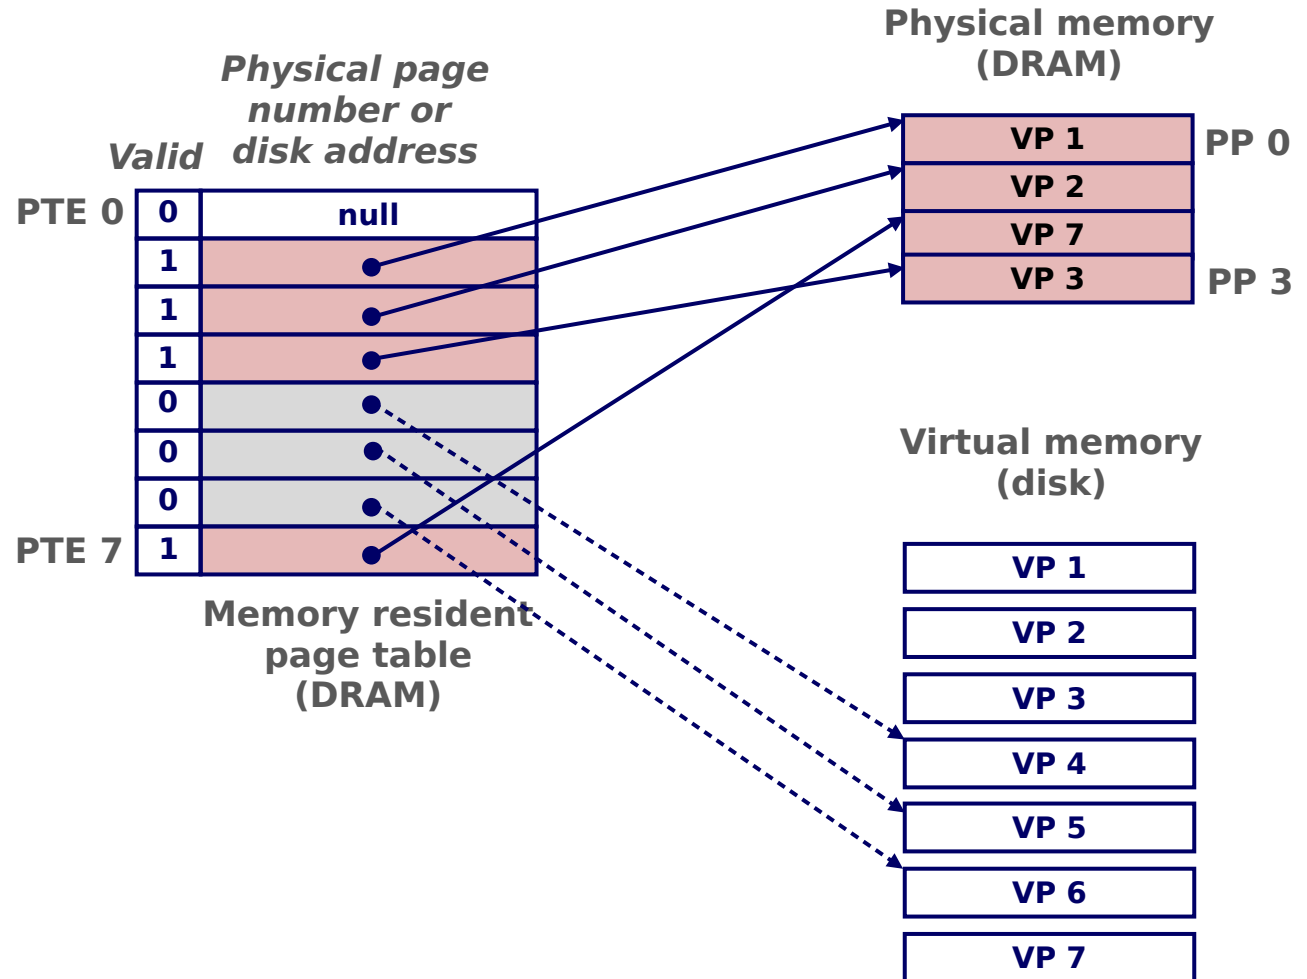 Physical memory
(DRAM)
Physical page
number or
disk address
Valid
PTE 0
0
null
1
1
1
0
0
0
PTE 7
1
Memory resident
page table
(DRAM)
VP 1
PP 0
VP 2
VP 7
VP 3
PP 3
Virtual memory
(disk)
VP 1
VP 2
VP 3
VP 4
VP 5
VP 6
VP 7